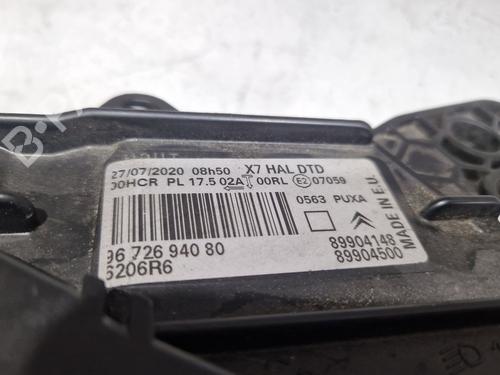 27/07/2020 08h50 X7 HAL DTD
00HCR PL 17.5 02A 00RL E2 07059
0563 PUXA
96 726 940 80
6206R6
89904148
89904500
MADE IN E.U.